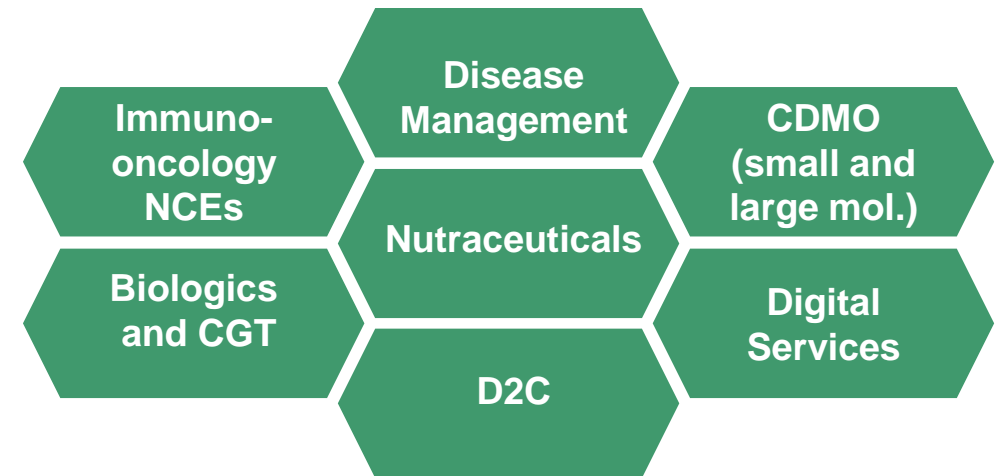 Disease
Management
Immuno-
oncology
NCEs
CDMO
(small and
large mol.)
Nutraceuticals
Biologics
and CGT
Digital
Services
D2C